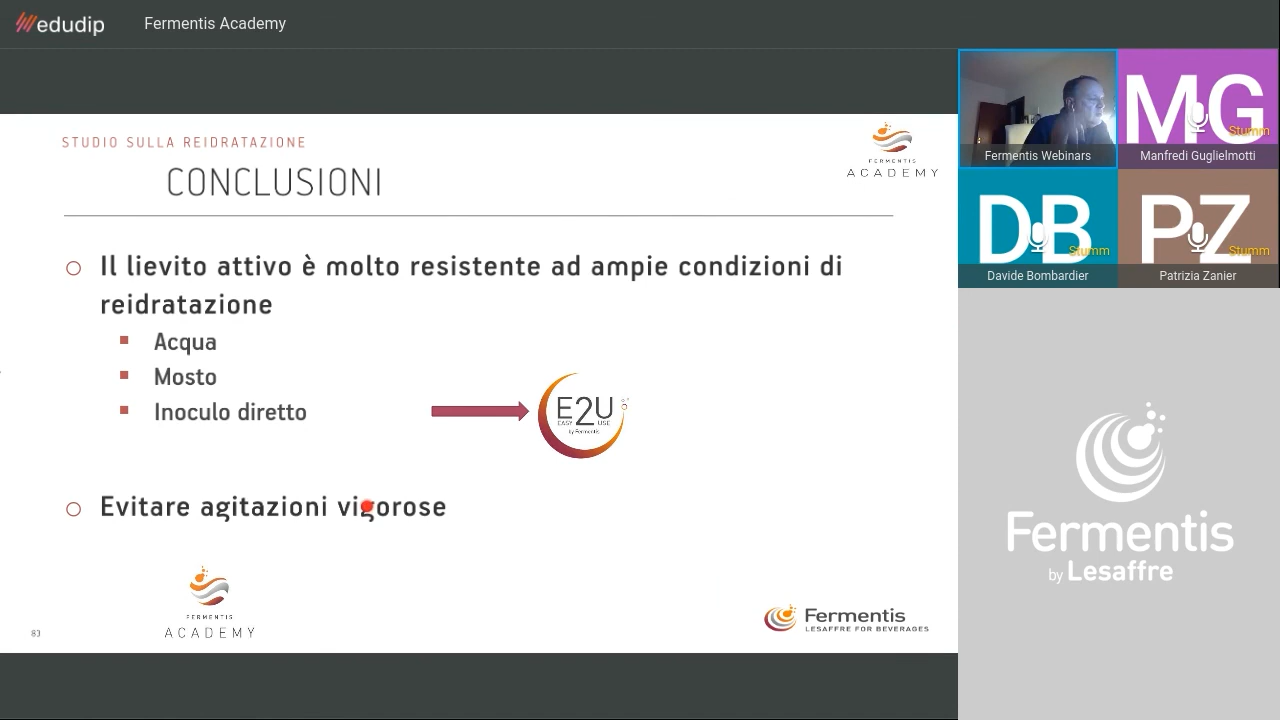 edudip
Fermentis Academy
STUDIO SULLA REIDRATAZIONE
CONCLUSIONI
FERMENTIS
ACADEMY
Il lievito attivo è molto resistente ad ampie condizioni di
reidratazione
Acqua
Mosto
Inoculo diretto
E2U
EASY USE
by Fermentis
Evitare agitazioni vigorose
FERMENTIS
ACADEMY
83
Fermentis
LESAFFRE FOR BEVERAGES
Fermentis Webinars
MG
Stumm
Manfredi Guglielmotti
DB
Stumm
Davide Bombardier
PZ
Stumm
Patrizia Zanier
Fermentis
by Lesaffre